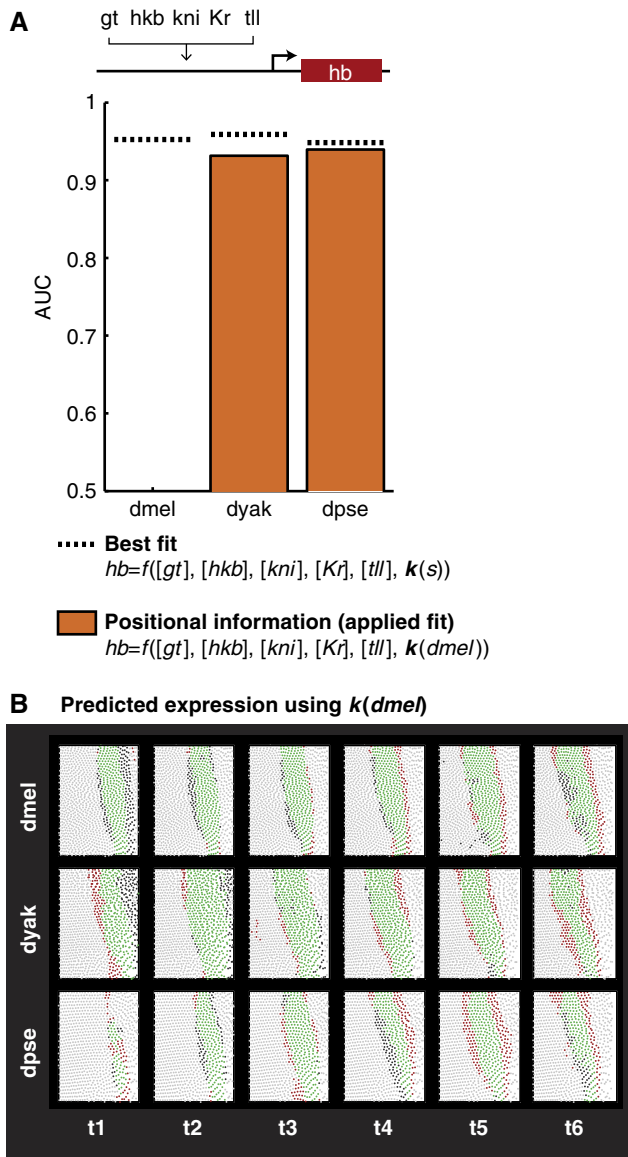 A
gt hkb kni Kr tll
hb
1
0.9
0.8
0.7
0.6
0.5
AUC
dmel dyak dpse
Best fit
hb=f([gt], [hkb], [kni], [Kr], [tll], k(s))
Positional information (applied fit)
hb=f([gt], [hkb], [kni], [Kr], [tll], k(dmel))
B Predicted expression using k(dmel)
dmel
dyak
dpse
t1 t2 t3 t4 t5 t6